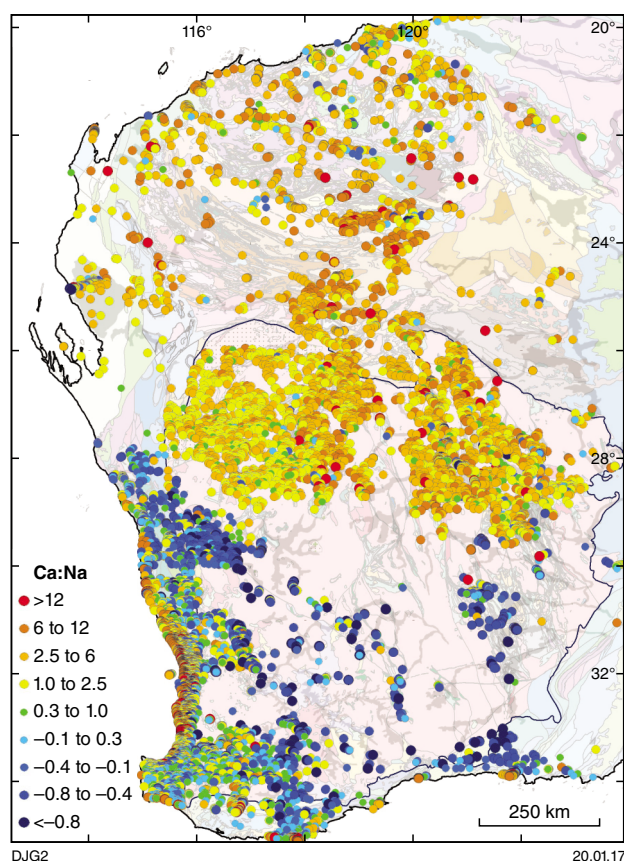 116°
120°
20°
24°
28°
32°
Ca:Na
>12
6 to 12
2.5 to 6
1.0 to 2.5
0.3 to 1.0
–0.1 to 0.3
–0.4 to –0.1
–0.8 to –0.4
<–0.8
250 km
DJG2
20.01.17